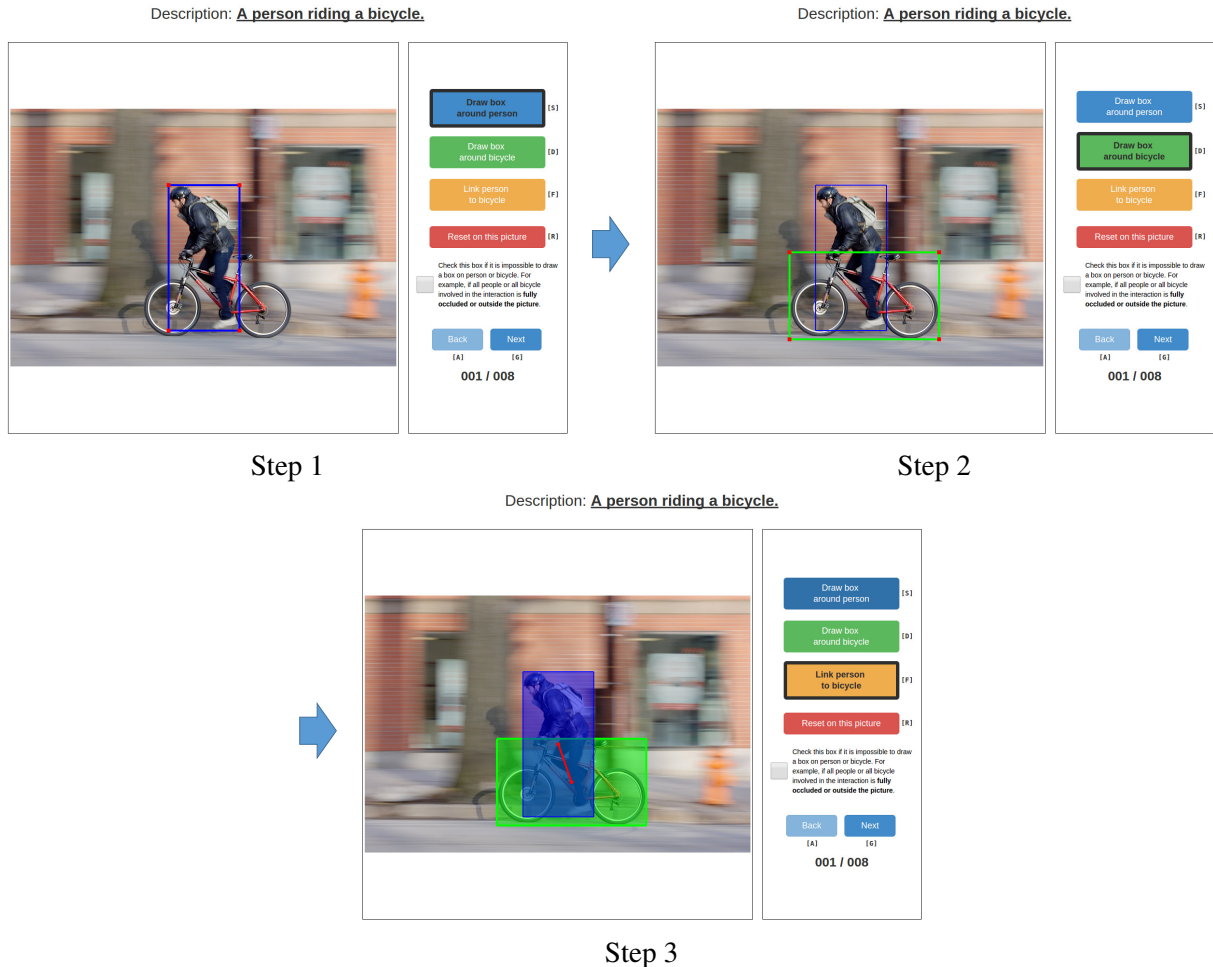 Description: A person riding a bicycle.
Draw box
around person
[S]
Draw box
around bicycle
[D]
Link person
to bicycle
[F]
Reset on this picture
[R]
Check this box if it is impossible to draw
a box on person or bicycle. For
example, if all people or all bicycle
involved in the interaction is fully
occluded or outside the picture.
Back
Next
[A]
[G]
001 / 008
Step 1
Description: A person riding a bicycle.
Draw box
around person
[S]
Draw box
around bicycle
[D]
Link person
to bicycle
[F]
Reset on this picture
[R]
Check this box if it is impossible to draw
a box on person or bicycle. For
example, if all people or all bicycle
involved in the interaction is fully
occluded or outside the picture.
Back
Next
[A]
[G]
001 / 008
Step 2
Description: A person riding a bicycle.
Draw box
around person
[S]
Draw box
around bicycle
[D]
Link person
to bicycle
[F]
Reset on this picture
[R]
Check this box if it is impossible to draw
a box on person or bicycle. For
example, if all people or all bicycle
involved in the interaction is fully
occluded or outside the picture.
Back
Next
[A]
[G]
001 / 008
Step 3